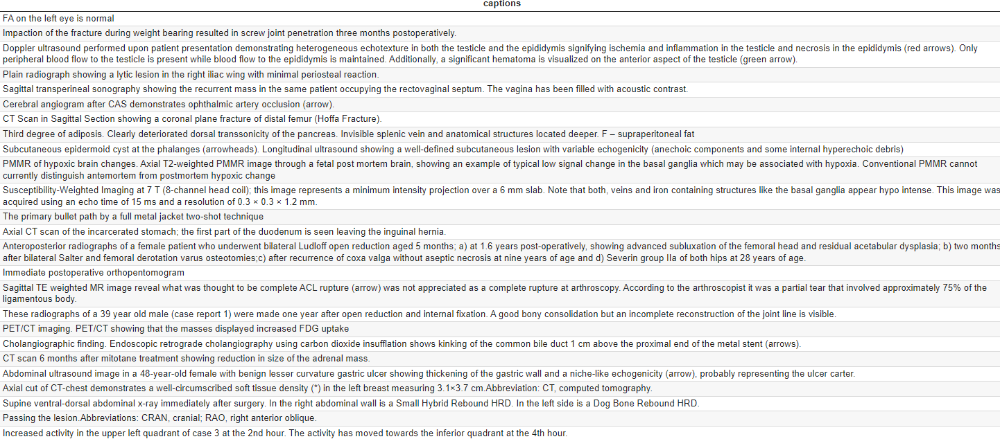 captions
FA on the left eye is normal
Impaction of the fracture during weight bearing resulted in screw joint penetration three months postoperatively.
Doppler ultrasound performed upon patient presentation demonstrating heterogeneous echotexture in both the testicle and the epididymis signifying ischemia and inflammation in the testicle and necrosis in the epididymis (red arrows). Only
peripheral blood flow to the testicle is present while blood flow to the epididymis is maintained. Additionally, a significant hematoma is visualized on the anterior aspect of the testicle (green arrow).
Plain radiograph showing a lytic lesion in the right iliac wing with minimal periosteal reaction.
Sagittal transperineal sonography showing the recurrent mass in the same patient occupying the rectovaginal septum. The vagina has been filled with acoustic contrast.
Cerebral angiogram after CAS demonstrates ophthalmic artery occlusion (arrow).
CT Scan in Sagittal Section showing a coronal plane fracture of distal femur (Hoffa Fracture).
Third degree of adiposis. Clearly deteriorated dorsal transsonicity of the pancreas. Invisible splenic vein and anatomical structures located deeper. F – supraperitoneal fat
Subcutaneous epidermoid cyst at the phalanges (arrowheads). Longitudinal ultrasound showing a well-defined subcutaneous lesion with variable echogenicity (anechoic components and some internal hyperechoic debris)
PMMR of hypoxic brain changes. Axial T2-weighted PMMR image through a fetal post mortem brain, showing an example of typical low signal change in the basal ganglia which may be associated with hypoxia. Conventional PMMR cannot
currently distinguish antemortem from postmortem hypoxic change
Susceptibility-Weighted Imaging at 7 T (8-channel head coil); this image represents a minimum intensity projection over a 6 mm slab. Note that both, veins and iron containing structures like the basal ganglia appear hypo intense. This image was
acquired using an echo time of 15 ms and a resolution of 0.3 × 0.3 × 1.2 mm.
The primary bullet path by a full metal jacket two-shot technique
Axial CT scan of the incarcerated stomach; the first part of the duodenum is seen leaving the inguinal hernia.
Anteroposterior radiographs of a female patient who underwent bilateral Ludloff open reduction aged 5 months; a) at 1.6 years post-operatively, showing advanced subluxation of the femoral head and residual acetabular dysplasia; b) two months
after bilateral Salter and femoral derotation varus osteotomies;c) after recurrence of coxa valga without aseptic necrosis at nine years of age and d) Severin group IIa of both hips at 28 years of age.
Immediate postoperative orthopentomogram
Sagittal TE weighted MR image reveal what was thought to be complete ACL rupture (arrow) was not appreciated as a complete rupture at arthroscopy. According to the arthroscopist it was a partial tear that involved approximately 75% of the
ligamentous body.
These radiographs of a 39 year old male (case report 1) were made one year after open reduction and internal fixation. A good bony consolidation but an incomplete reconstruction of the joint line is visible.
PET/CT imaging. PET/CT showing that the masses displayed increased FDG uptake
Cholangiographic finding. Endoscopic retrograde cholangiography using carbon dioxide insufflation shows kinking of the common bile duct 1 cm above the proximal end of the metal stent (arrows).
CT scan 6 months after mitotane treatment showing reduction in size of the adrenal mass.
Abdominal ultrasound image in a 48-year-old female with benign lesser curvature gastric ulcer showing thickening of the gastric wall and a niche-like echogenicity (arrow), probably representing the ulcer carter.
Axial cut of CT-chest demonstrates a well-circumscribed soft tissue density (*) in the left breast measuring 3.1×3.7 cm.Abbreviation: CT, computed tomography.
Supine ventral-dorsal abdominal x-ray immediately after surgery. In the right abdominal wall is a Small Hybrid Rebound HRD. In the left side is a Dog Bone Rebound HRD.
Passing the lesion.Abbreviations: CRAN, cranial; RAO, right anterior oblique.
Increased activity in the upper left quadrant of case 3 at the 2nd hour. The activity has moved towards the inferior quadrant at the 4th hour.